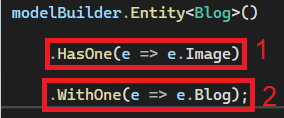 modelBuilder.Entity<Blog>()
.HasOne(e => e.Image) 1
.WithOne(e => e.Blog); 2